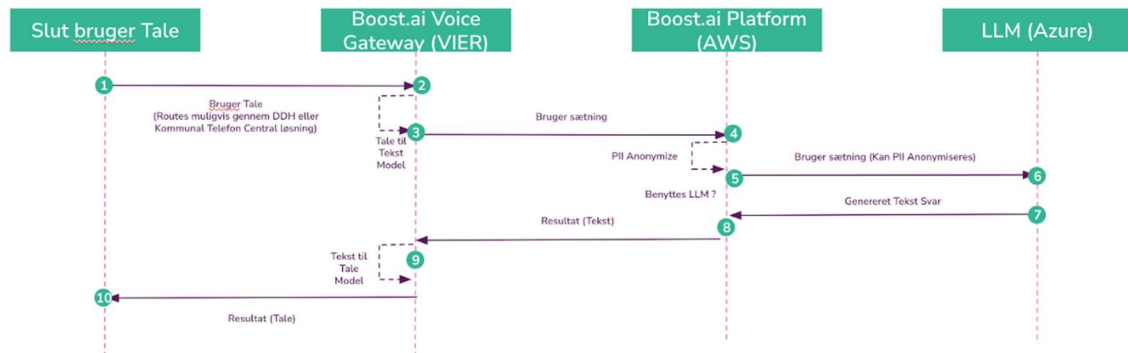 Slut bruger Tale
Boost.ai Voice
Gateway (VIER)
Boost.ai Platform
(AWS)
LLM (Azure)
1
2
Bruger Tale
(Routes muligvis gennem DDH eller
Kommunal Telefon Central løsning)
3
Tale til
Tekst
Model
Bruger sætning
4
PII Anonymize
5
Bruger sætning (Kan PII Anonymiseres)
6
Benyttes LLM ?
Genereret Tekst Svar
7
8
Resultat (Tekst)
Tekst til
Tale
Model
9
10
Resultat (Tale)